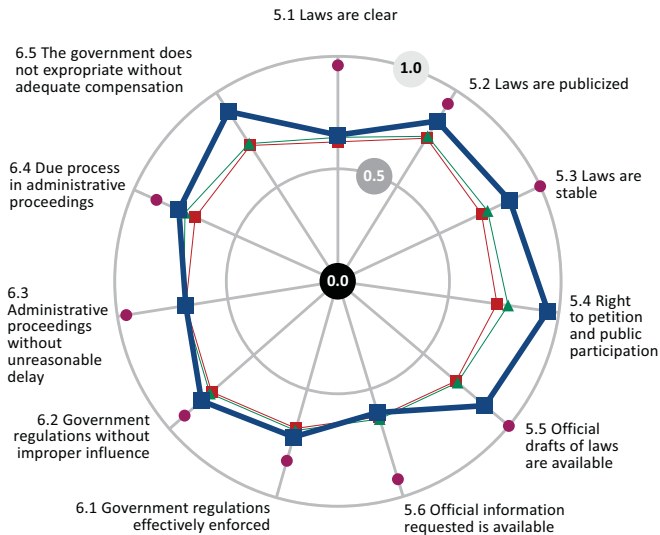 5.1 Laws are clear
1.0
5.2 Laws are publicized
5.3 Laws are
stable
5.4 Right
to petition
and public
participation
5.5 Official
drafts of laws
are available
5.6 Official information
requested is available
6.1 Government regulations
effectively enforced
6.2 Government
regulations without
improper influence
6.3
Administrative
proceedings
without
unreasonable
delay
6.4 Due process
in administrative
proceedings
6.5 The government does
not expropriate without
adequate compensation
0.5
0.0